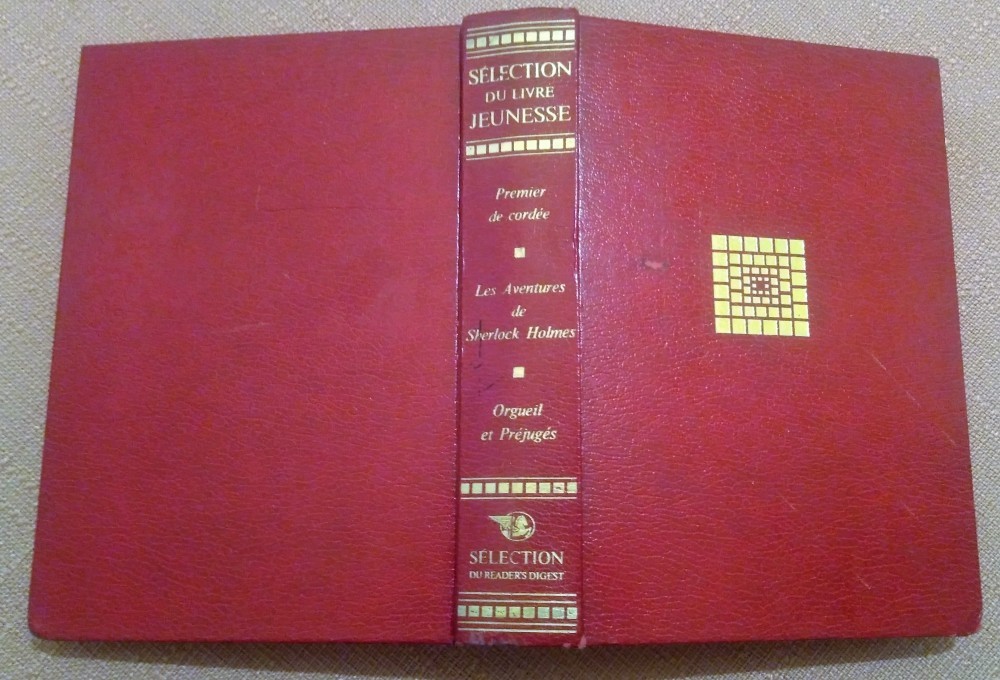 SÉLECTION
DU LIVRE
JEUNESSE
Premier
de cordée
Les Aventures
de
Sherlock Holmes
Orgueil
et Préjugés
SÉLECTION
DU READER'S DIGEST